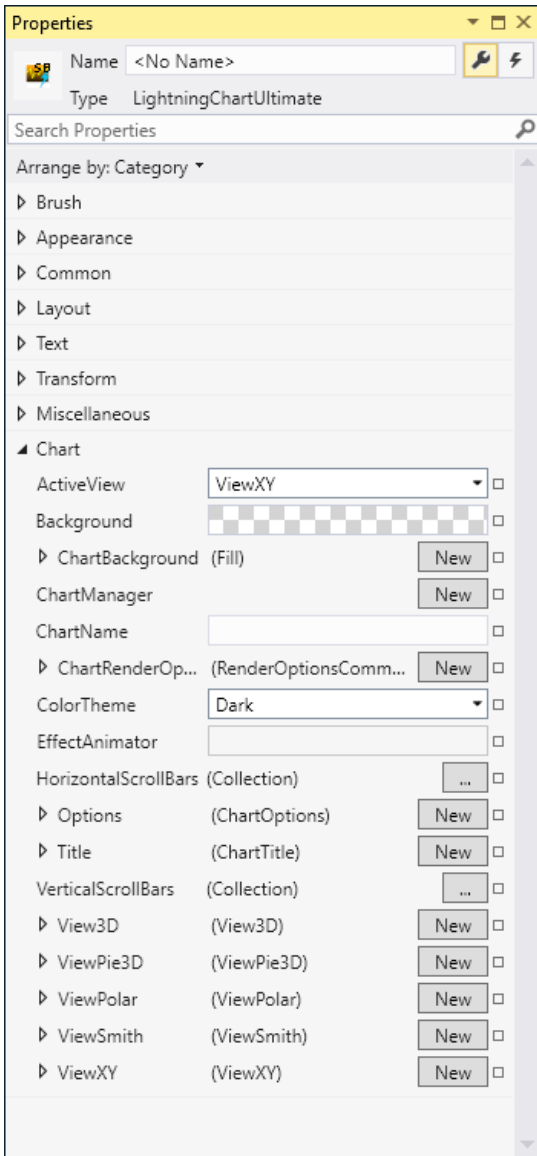 Properties
SB
Name <No Name>
Type LightningChartUltimate
Search Properties
Arrange by: Category
Brush
Appearance
Common
Layout
Text
Transform
Miscellaneous
Chart
ActiveView ViewXY
Background
ChartBackground (Fill) New
ChartManager New
ChartName
ChartRenderOp... (RenderOptionsComm... New
ColorTheme Dark
EffectAnimator
HorizontalScrollBars (Collection) ...
Options (ChartOptions) New
Title (ChartTitle) New
VerticalScrollBars (Collection) ...
View3D (View3D) New
ViewPie3D (ViewPie3D) New
ViewPolar (ViewPolar) New
ViewSmith (ViewSmith) New
ViewXY (ViewXY) New